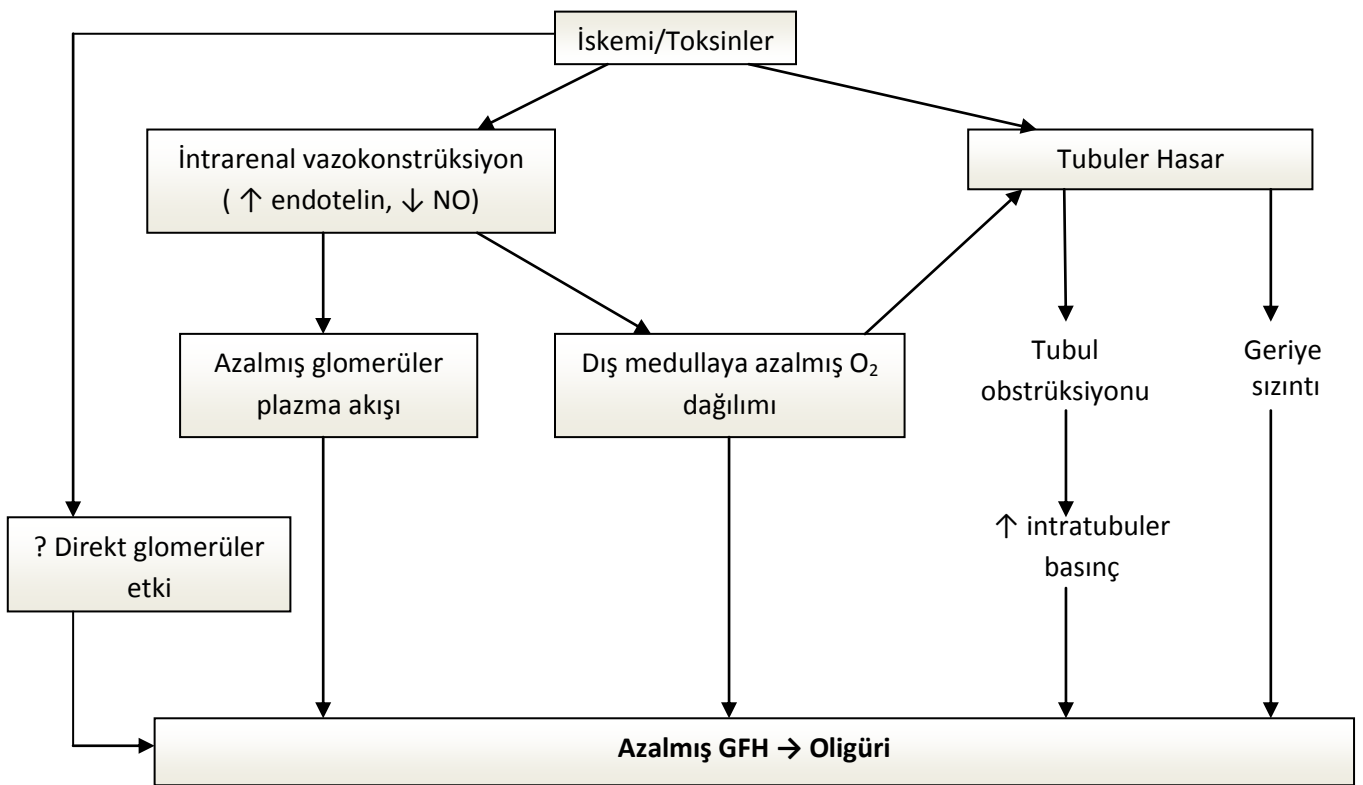 İskemi/Toksinler
İntrarenal vazokonstrüksiyon
( ↑ endotelin, ↓ NO)
Tubuler Hasar
Azalmış glomerüler
plazma akışı
Dış medullaya azalmış O₂
dağılımı
Tubul
obstrüksiyonu
Geriye
sızıntı
? Direkt glomerüler
etki
↑ intratubuler
basınç
Azalmış GFH → Oligüri